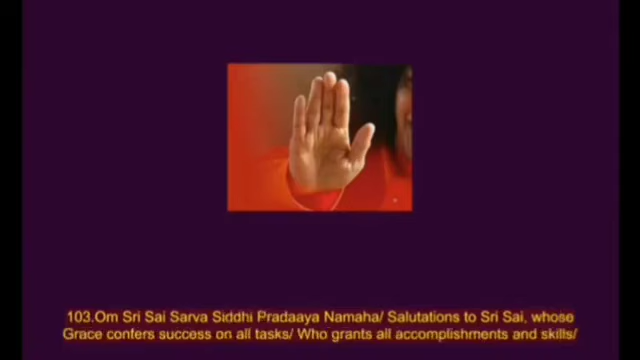 103.Om Sri Sai Sarva Siddhi Pradaaya Namaha/ Salutations to Sri Sai, whose
Grace confers success on all tasks/ Who grants all accomplishments and skills/